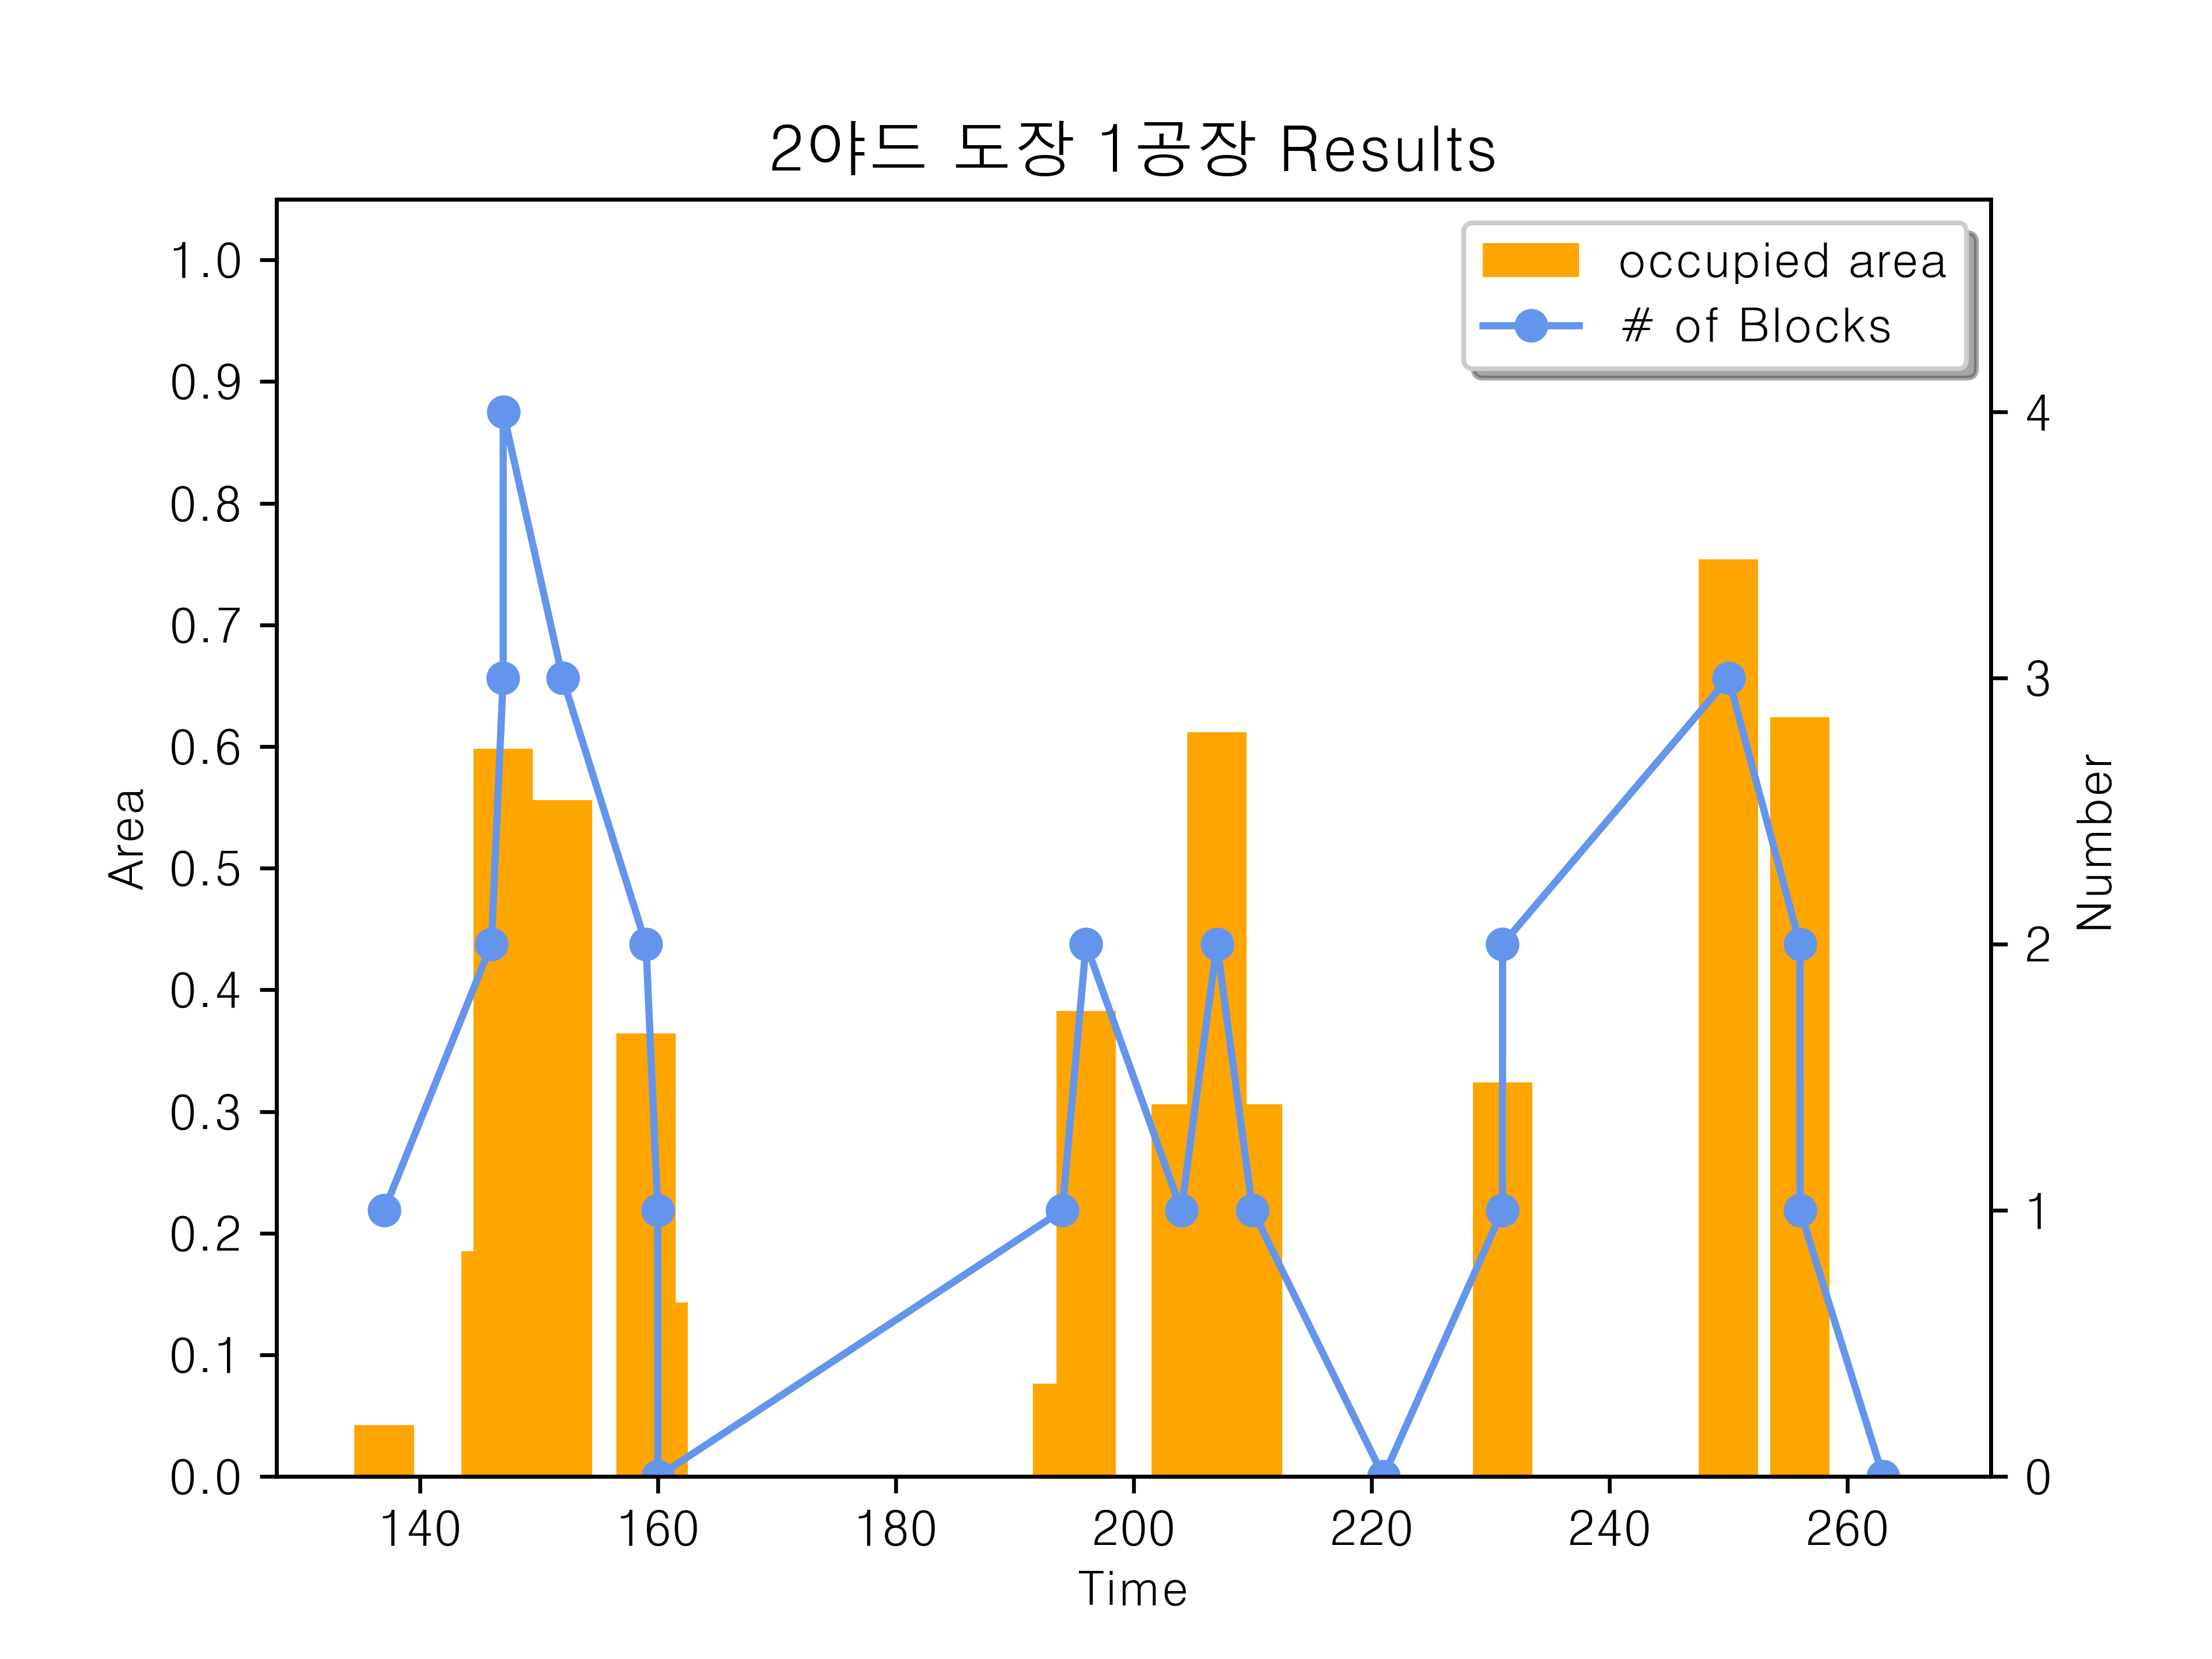 2야드 도장 1공장 Results
occupied area
# of Blocks
1.0
0.9
0.8
0.7
0.6
0.5
0.4
0.3
0.2
0.1
0.0
Area
4
3
2
1
0
Number
140 160 180 200 220 240 260
Time